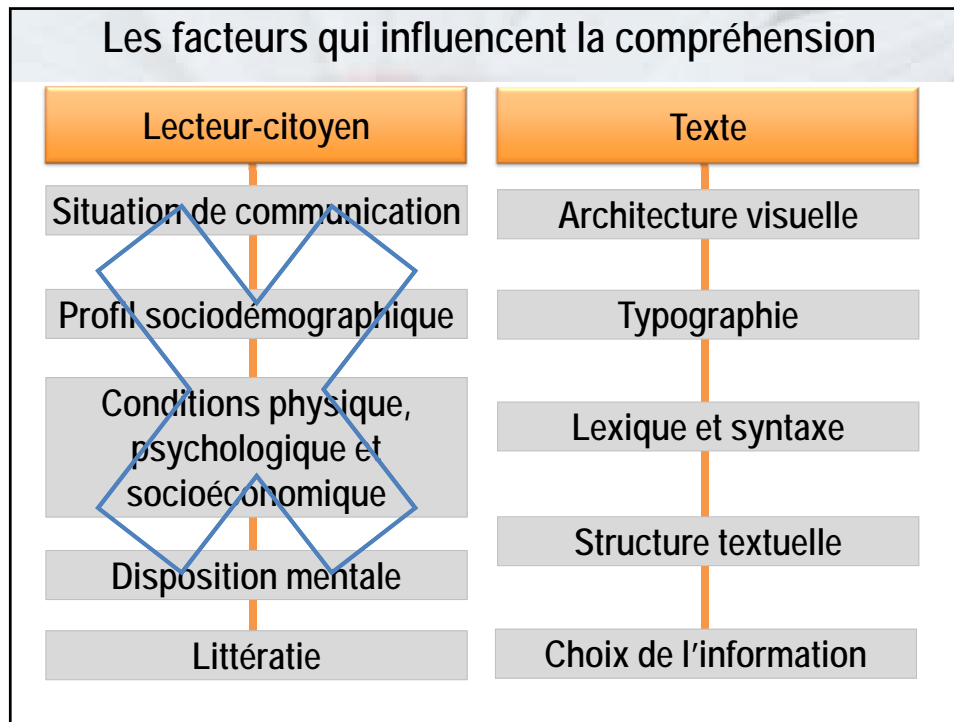 Les facteurs qui influencent la compréhension
Lecteur-citoyen
Situation de communication
Profil sociodémographique
Conditions physique,
psychologique et
socioéconomique
Disposition mentale
Littératie
Texte
Architecture visuelle
Typographie
Lexique et syntaxe
Structure textuelle
Choix de l'information